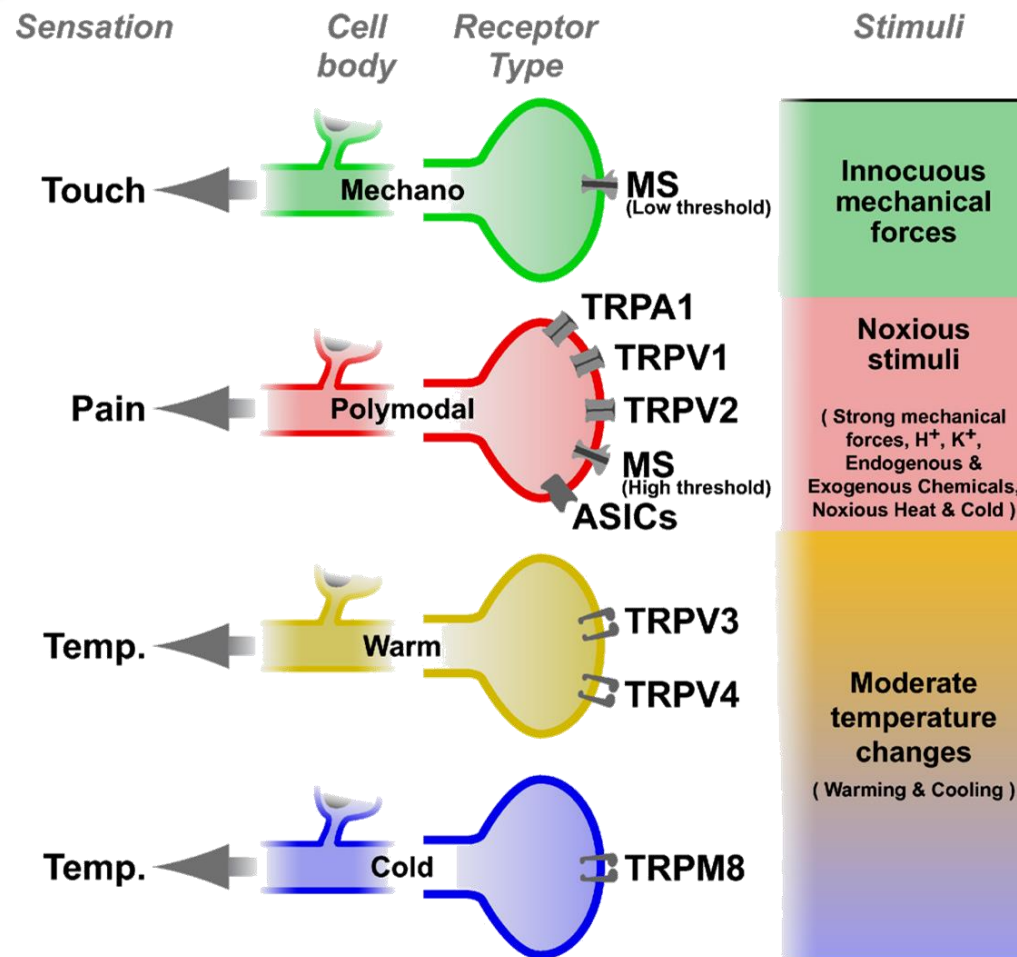 Sensation
Cell
body
Receptor
Type
Stimuli
Touch
Mechano
MS
(Low threshold)
Innocuous
mechanical
forces
Pain
Polymodal
TRPA1
TRPV1
TRPV2
MS
(High threshold)
ASICs
Noxious
stimuli
( Strong mechanical
forces, H⁺, K⁺,
Endogenous &
Exogenous Chemicals,
Noxious Heat & Cold )
Temp.
Warm
TRPV3
TRPV4
Moderate
temperature
changes
( Warming & Cooling )
Temp.
Cold
TRPM8